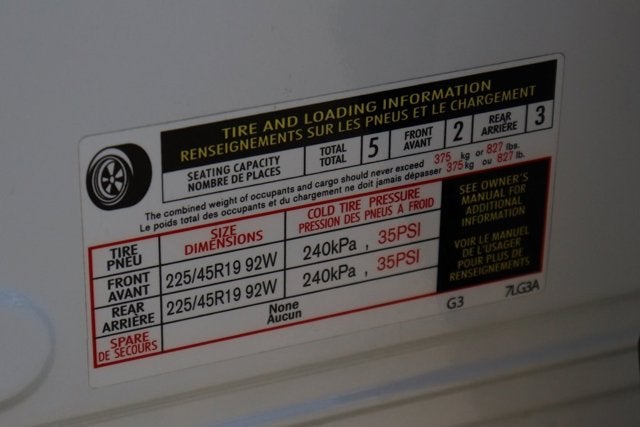 TIRE AND LOADING INFORMATION
RENSEIGNEMENTS SUR LES PNEUS ET LE CHARGEMENT
SEATING CAPACITY
NOMBRE DE PLACES
TOTAL
TOTAL
5
FRONT
AVANT
2
REAR
ARRIÈRE
3
The combined weight of occupants and cargo should never exceed 375 kg or 827 lbs.
Le poids total des occupants et du chargement ne doit jamais dépasser 375 kg ou 827 lb.
TIRE
PNEU
SIZE
DIMENSIONS
COLD TIRE PRESSURE
PRESSION DES PNEUS A FROID
FRONT
AVANT
225/45R19 92W
240kPa , 35PSI
REAR
ARRIÈRE
225/45R19 92W
240kPa , 35PSI
SPARE
DE SECOURS
None
Aucun
SEE OWNER'S
MANUAL FOR
ADDITIONAL
INFORMATION
VOIR LE MANUEL
DE L'USAGER
POUR PLUS DE
RENSEIGNEMENTS
G3 7LG3A